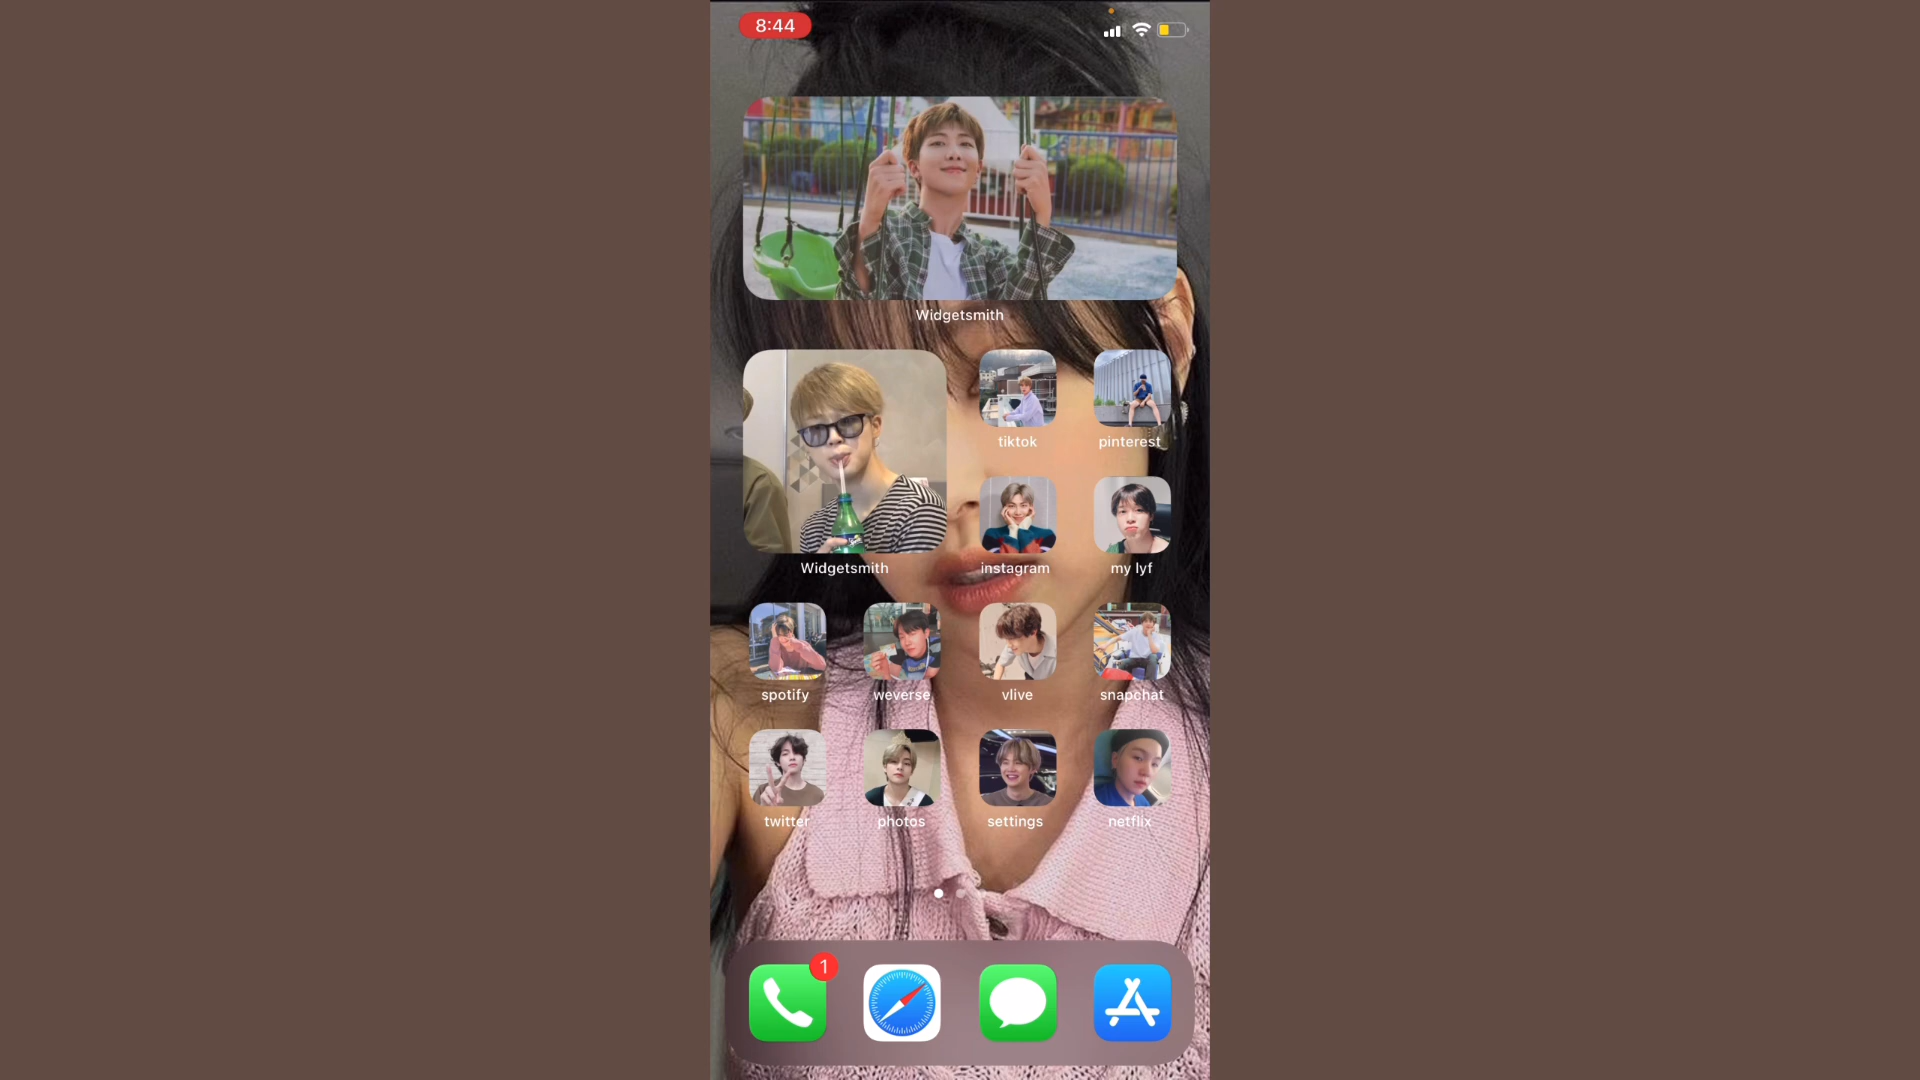 8:44
Widgetsmith
tiktok
pinterest
Widgetsmith
instagram
my lyf
spotify
weverse
vlive
snapchat
twitter
photos
settings
netflix
1